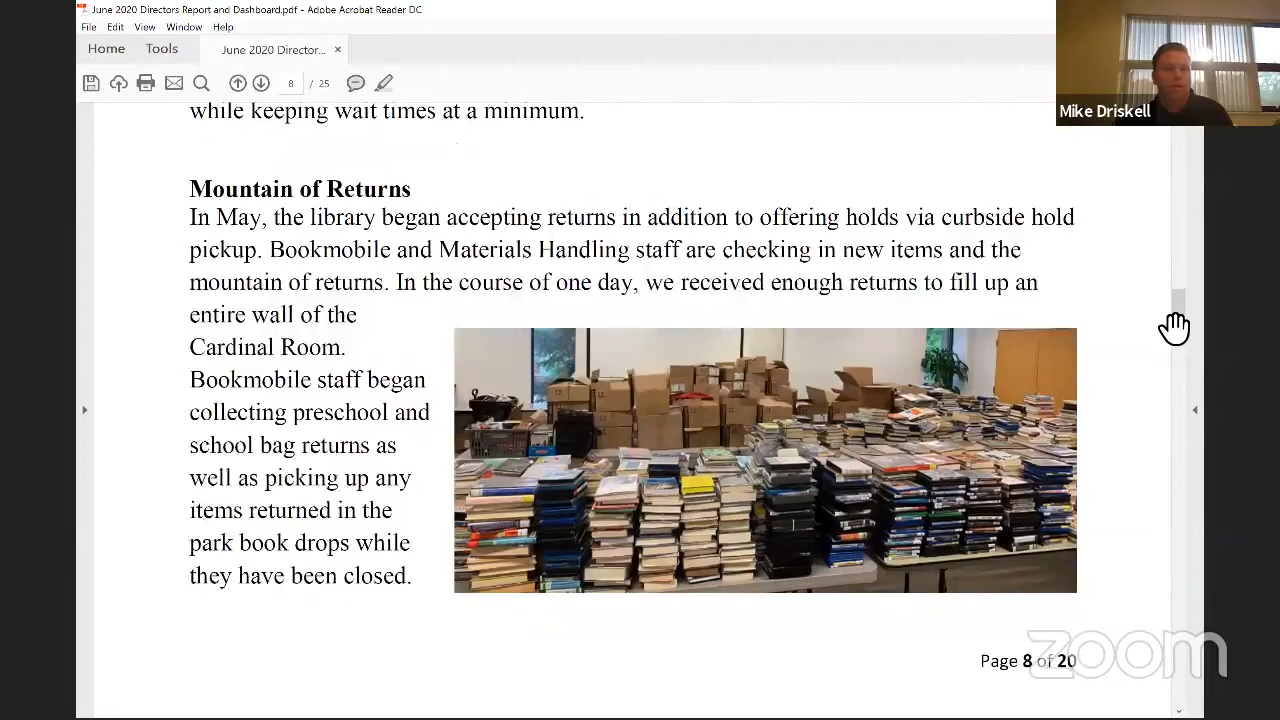 June 2020 Directors Report and Dashboard.pdf - Adobe Acrobat Reader DC
File Edit View Window Help
Home Tools June 2020 Director... ×
8 / 25
Mike Driskell
while keeping wait times at a minimum.
Mountain of Returns
In May, the library began accepting returns in addition to offering holds via curbside hold
pickup. Bookmobile and Materials Handling staff are checking in new items and the
mountain of returns. In the course of one day, we received enough returns to fill up an
entire wall of the
Cardinal Room.
Bookmobile staff began
collecting preschool and
school bag returns as
well as picking up any
items returned in the
park book drops while
they have been closed.
Page 8 of 20
zoom